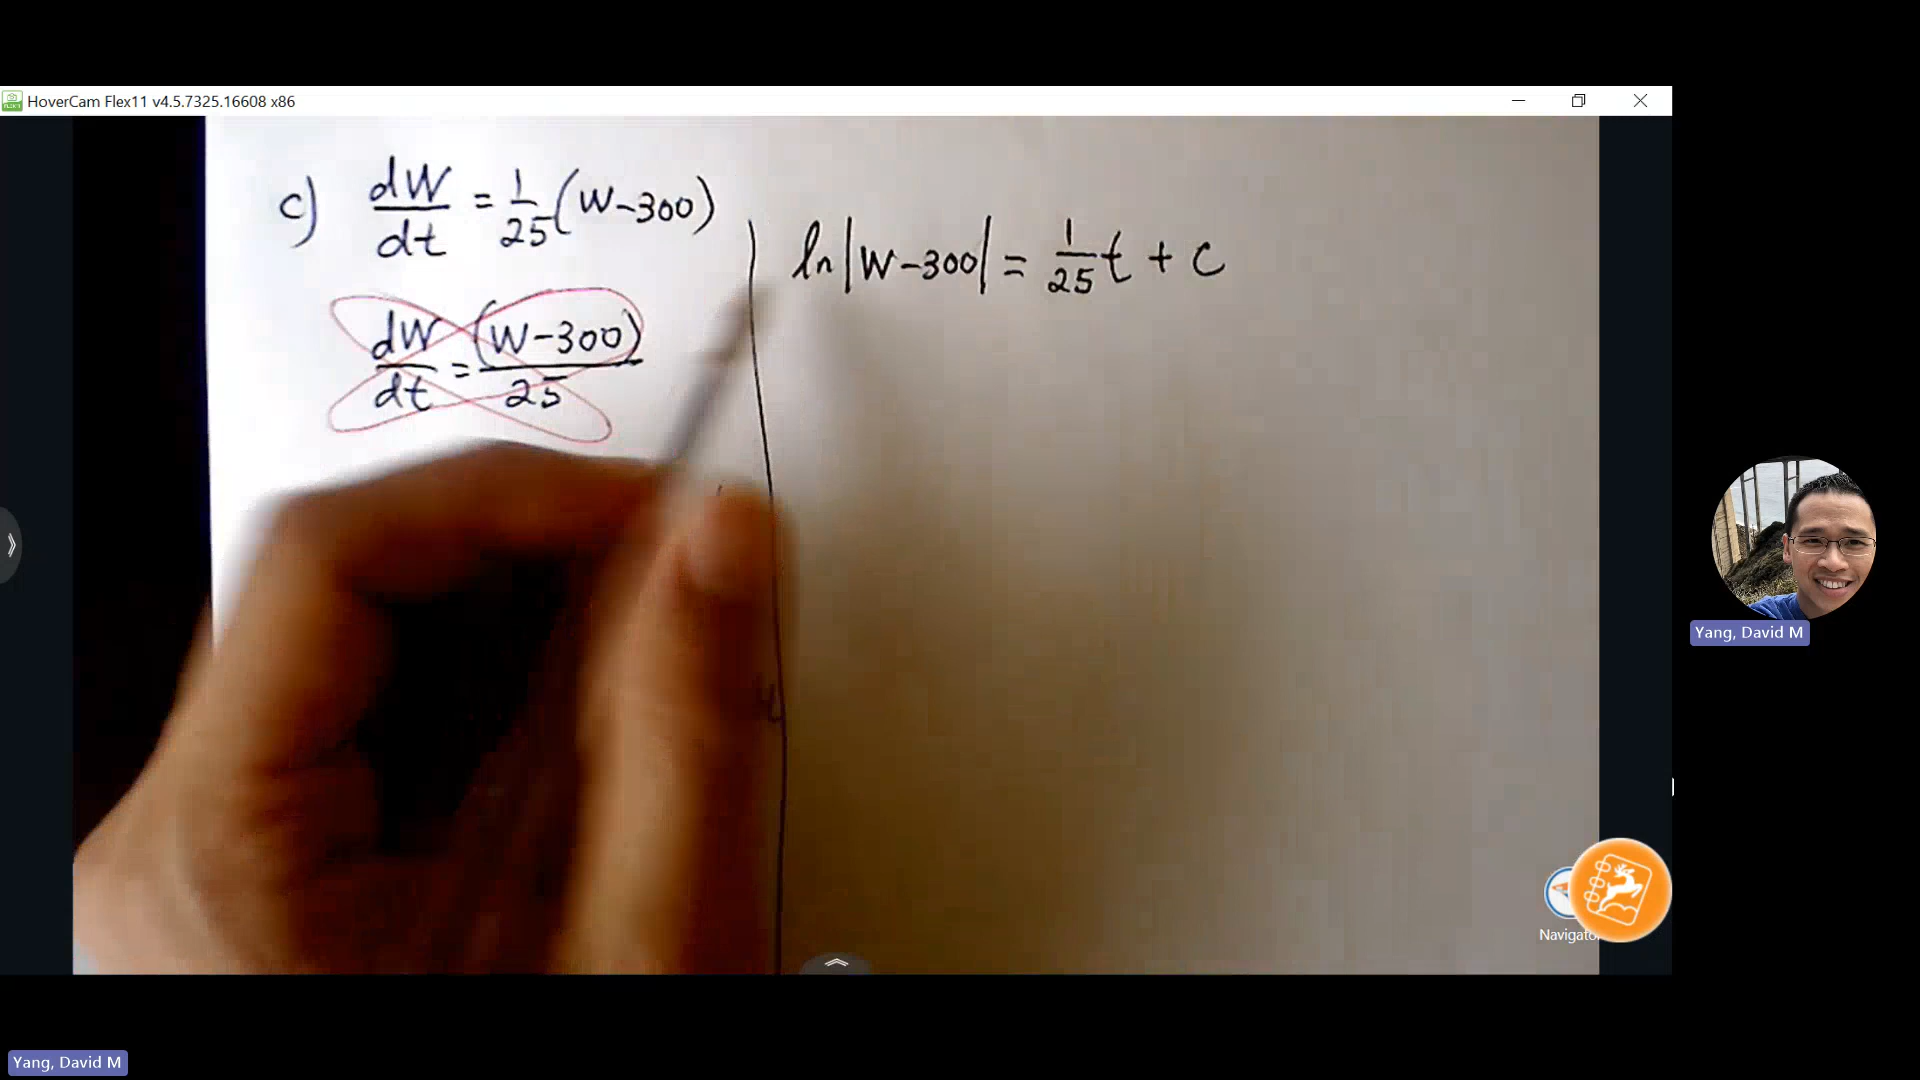 HoverCam Flex11 v4.5.7325.16608 x86
c) dW/dt = 1/25 (W-300)
dW/dt = (W-300)/25
ln|W-300| = 1/25 t + C
Yang, David M
Yang, David M